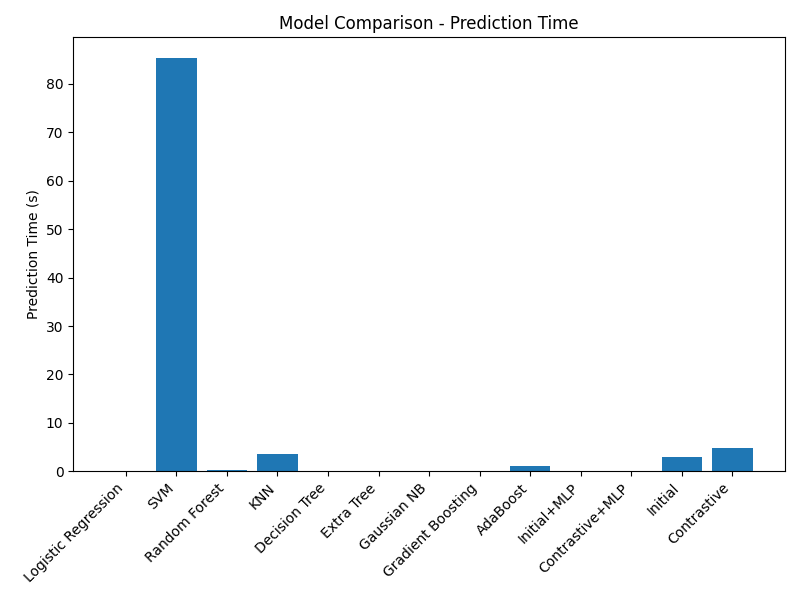 Model Comparison - Prediction Time
Prediction Time (s)
80
70
60
50
40
30
20
10
0
Logistic Regression
SVM
Random Forest
KNN
Decision Tree
Extra Tree
Gaussian NB
Gradient Boosting
AdaBoost
Initial+MLP
Contrastive+MLP
Initial
Contrastive